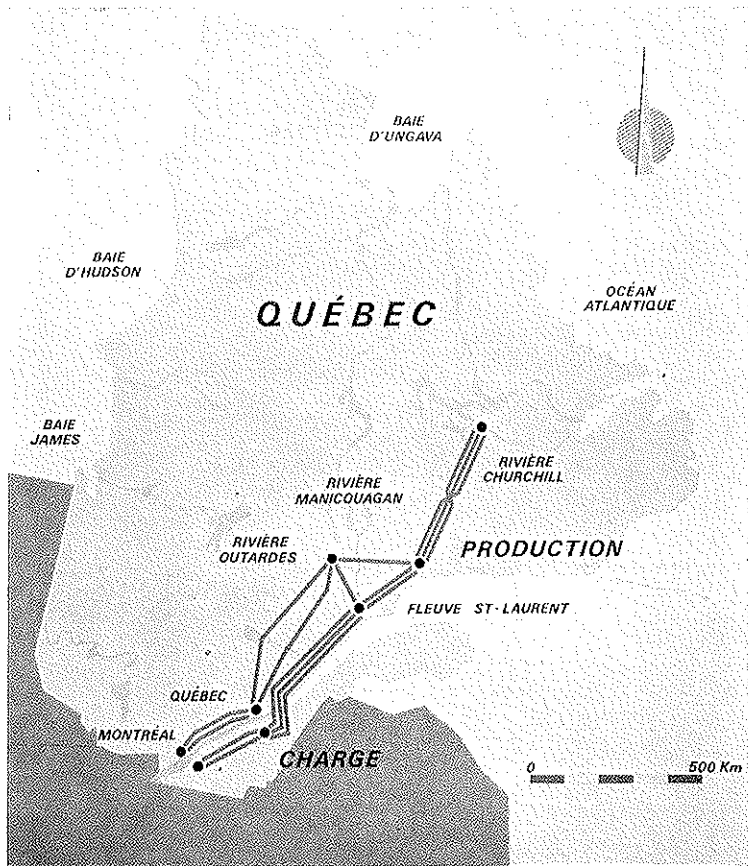 BAIE
D'UNGAVA
BAIE
D'HUDSON
OCÉAN
ATLANTIQUE
QUÉBEC
BAIE
JAMES
RIVIÈRE
CHURCHILL
RIVIÈRE
MANICOUAGAN
RIVIÈRE
OUTARDES
PRODUCTION
FLEUVE ST-LAURENT
QUÉBEC
MONTRÉAL
CHARGE
0 500 Km